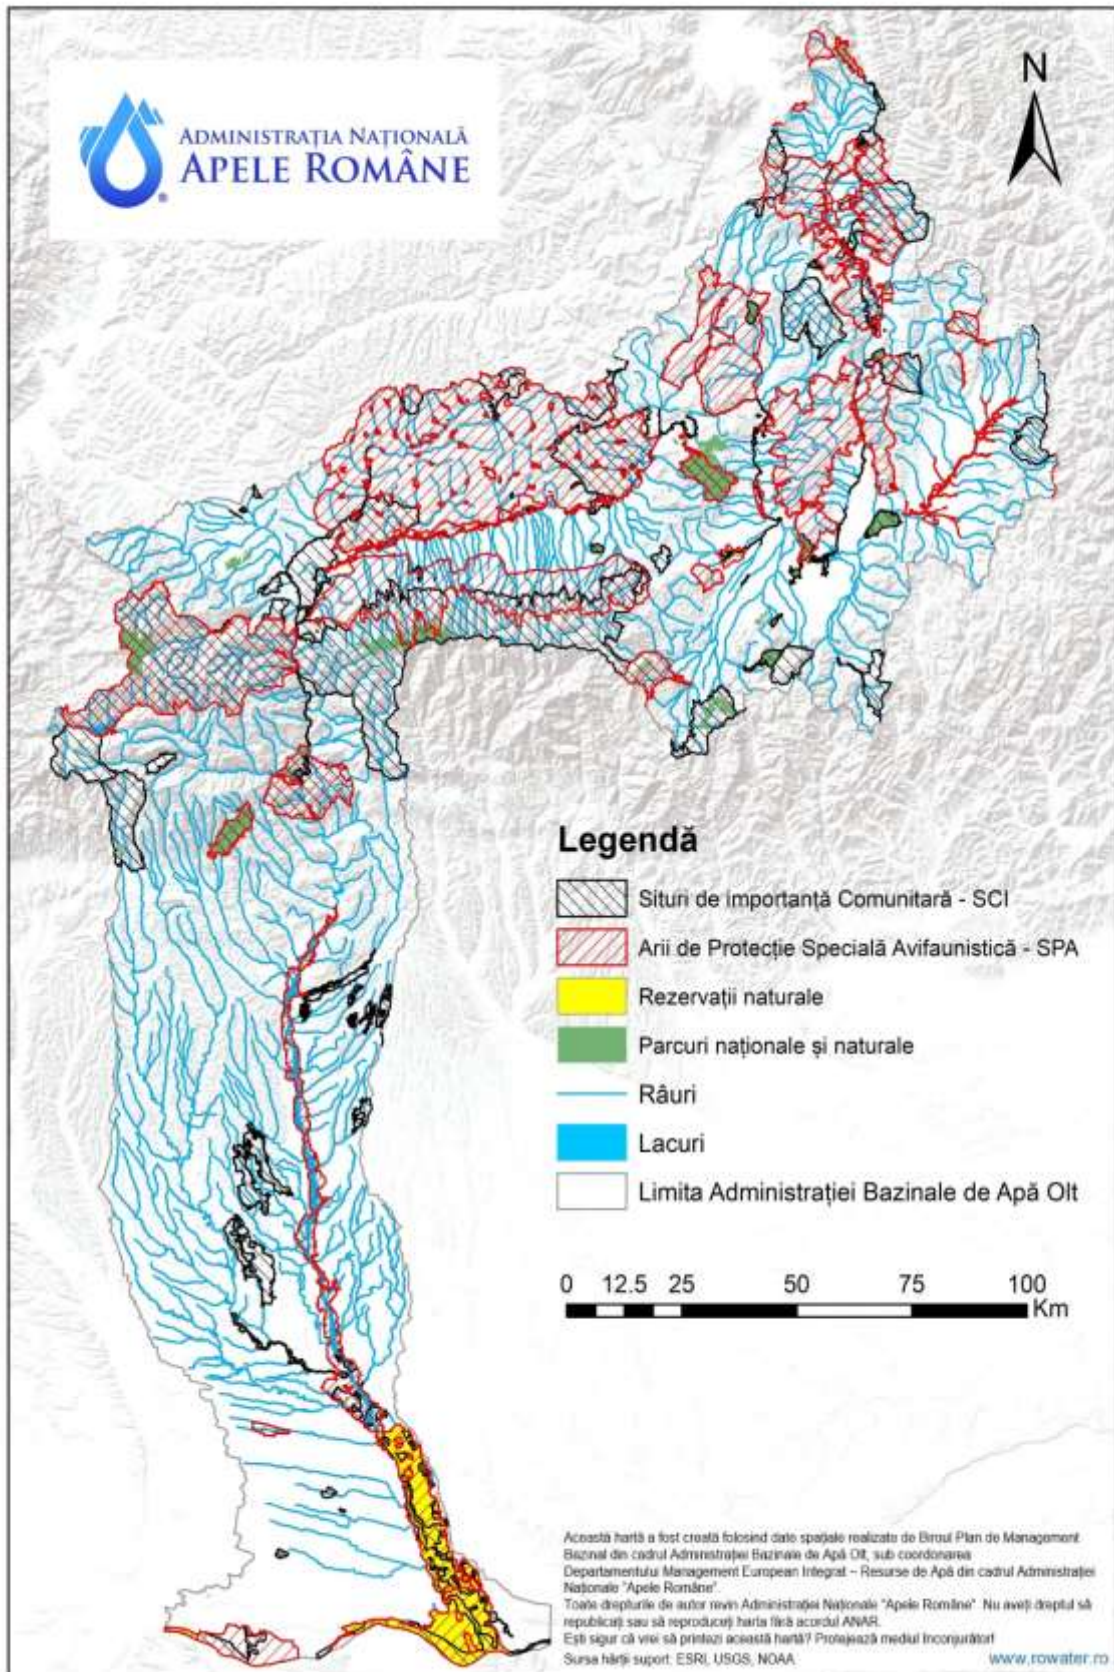 ADMINISTRAȚIA NAȚIONALĂ
APELE ROMÂNE
®
N
Legendă
Situri de importanță Comunitară - SCI
Arii de Protecție Specială Avifaunistică - SPA
Rezervații naturale
Parcuri naționale și naturale
Râuri
Lacuri
Limita Administrației Bazinale de Apă Olt
0 12.5 25 50 75 100
Km
Această hartă a fost creată folosind date spațiale realizate de Biroul Plan de Management
Bazinal din cadrul Administrației Bazinale de Apă Olt, sub coordonarea
Departamentului Management European Integrat – Resurse de Apă din cadrul Administrației
Naționale "Apele Române".
Toate drepturile de autor revin Administrației Naționale "Apele Române". Nu aveți dreptul să
republicați sau să reproduceți harta fără acordul ANAR.
Ești sigur că vrei să printezi această hartă? Protejează mediul înconjurător!
Sursa hărții suport: ESRI, USGS, NOAA
www.rowater.ro